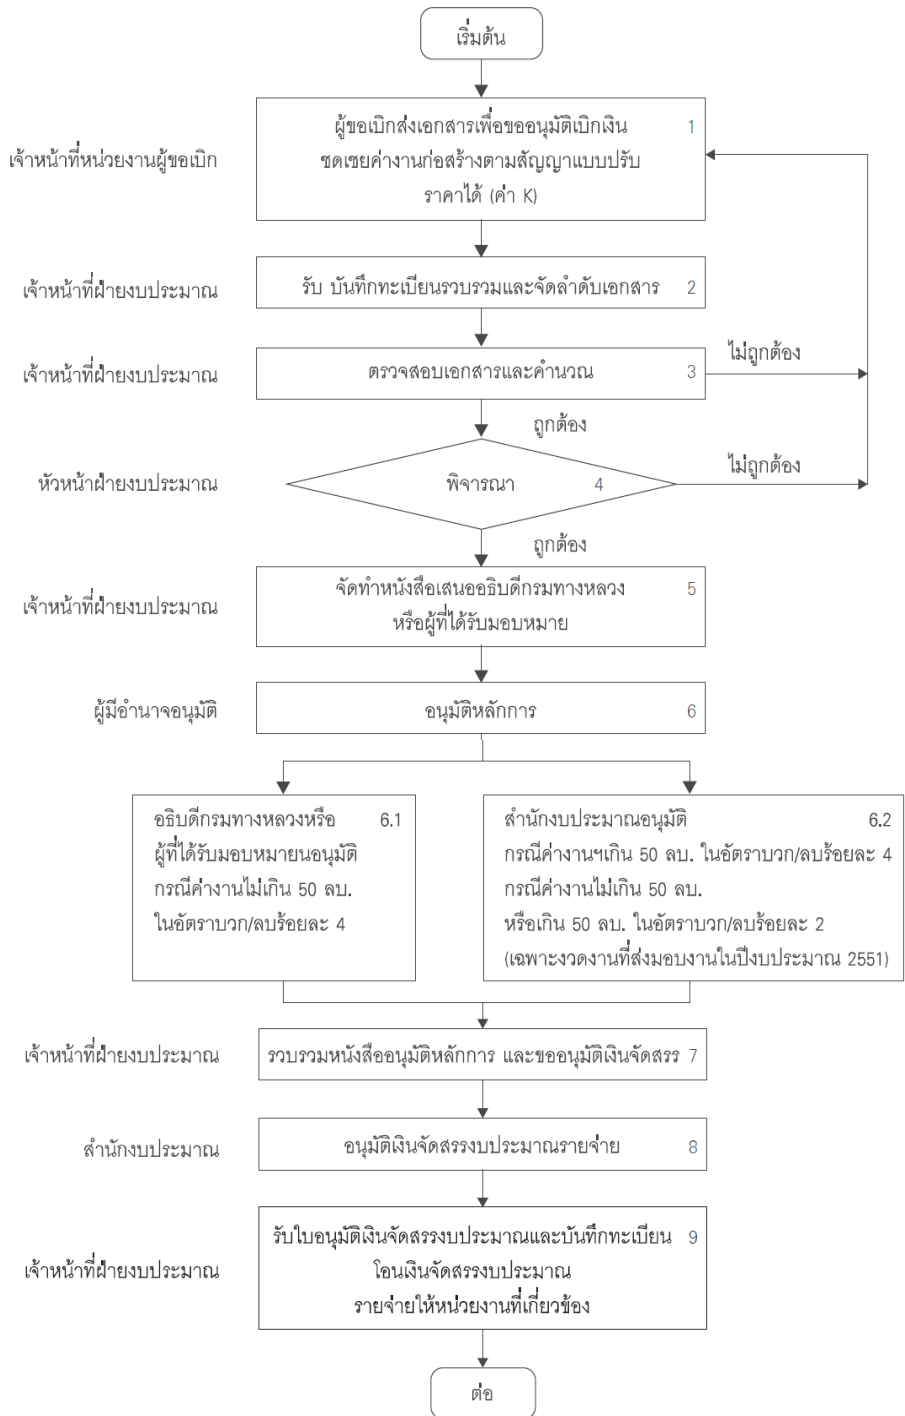 เริ่มต้น
เจ้าหน้าที่หน่วยงานผู้ขอเบิก
ผู้ขอเบิกส่งเอกสารเพื่อขออนุมัติเบิกเงิน 1
ชดเชยค่างานก่อสร้างตามสัญญาแบบปรับ
ราคาได้ (ค่า K)
เจ้าหน้าที่ฝ่ายงบประมาณ
รับ บันทึกทะเบียนรวบรวมและจัดลำดับเอกสาร 2
เจ้าหน้าที่ฝ่ายงบประมาณ
ตรวจสอบเอกสารและคำนวณ 3
ไม่ถูกต้อง
ถูกต้อง
หัวหน้าฝ่ายงบประมาณ
พิจารณา 4
ไม่ถูกต้อง
ถูกต้อง
เจ้าหน้าที่ฝ่ายงบประมาณ
จัดทำหนังสือเสนออธิบดีกรมทางหลวง 5
หรือผู้ที่ได้รับมอบหมาย
ผู้มีอำนาจอนุมัติ
อนุมัติหลักการ 6
อธิบดีกรมทางหลวงหรือ 6.1
ผู้ที่ได้รับมอบหมายนอนุมัติ
กรณีค่างานไม่เกิน 50 ลบ.
ในอัตราบวก/ลบร้อยละ 4
สำนักงบประมาณอนุมัติ 6.2
กรณีค่างานฯเกิน 50 ลบ. ในอัตราบวก/ลบร้อยละ 4
กรณีค่างานไม่เกิน 50 ลบ.
หรือเกิน 50 ลบ. ในอัตราบวก/ลบร้อยละ 2
(เฉพาะงวดงานที่ส่งมอบงานในปีงบประมาณ 2551)
เจ้าหน้าที่ฝ่ายงบประมาณ
รวบรวมหนังสืออนุมัติหลักการ และขออนุมัติเงินจัดสรร 7
สำนักงบประมาณ
อนุมัติเงินจัดสรรงบประมาณรายจ่าย 8
เจ้าหน้าที่ฝ่ายงบประมาณ
รับใบอนุมัติเงินจัดสรรงบประมาณและบันทึกทะเบียน 9
โอนเงินจัดสรรงบประมาณ
รายจ่ายให้หน่วยงานที่เกี่ยวข้อง
ต่อ